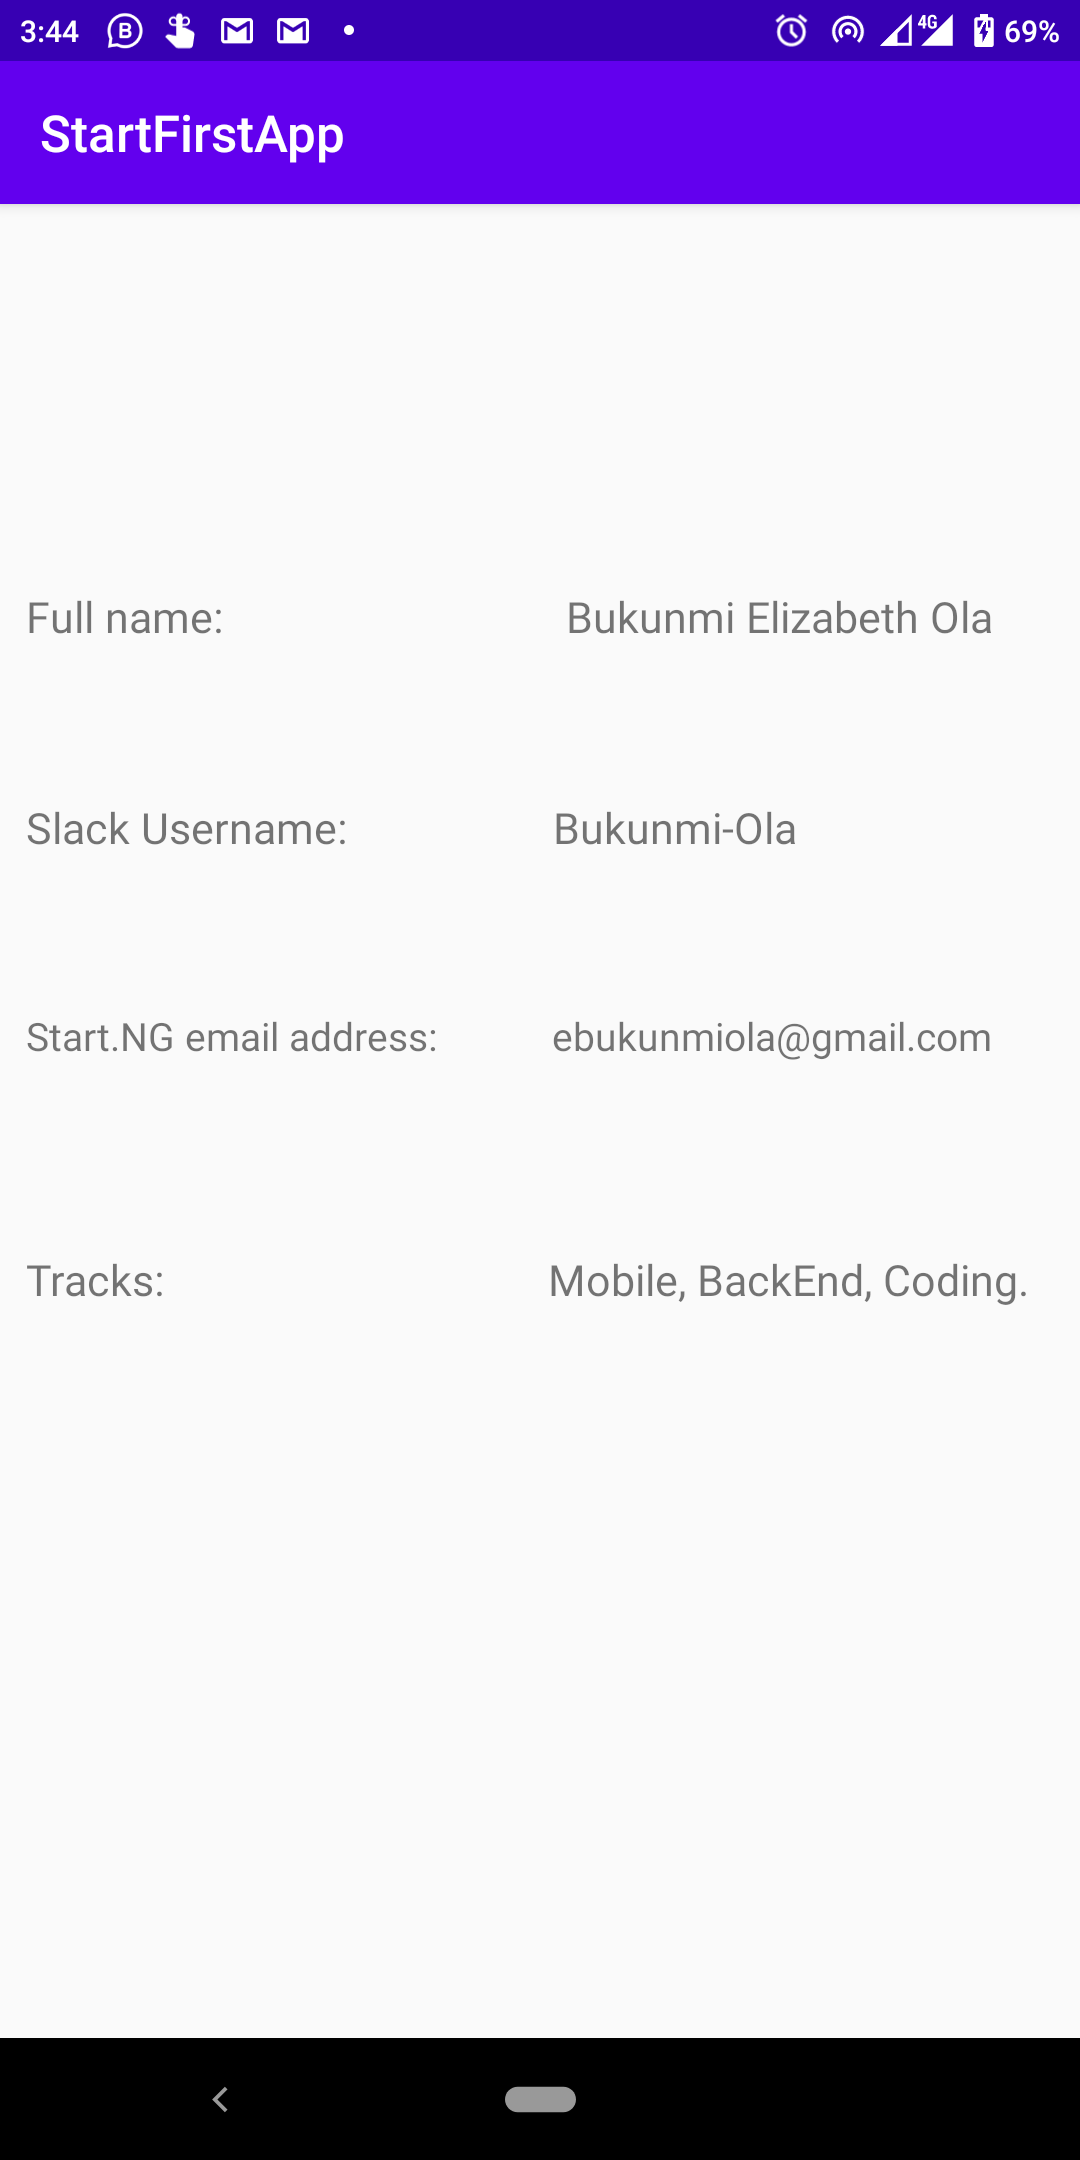 3:44 4G 69%
StartFirstApp
Full name: Bukunmi Elizabeth Ola
Slack Username: Bukunmi-Ola
Start.NG email address: ebukunmiola@gmail.com
Tracks: Mobile, BackEnd, Coding.